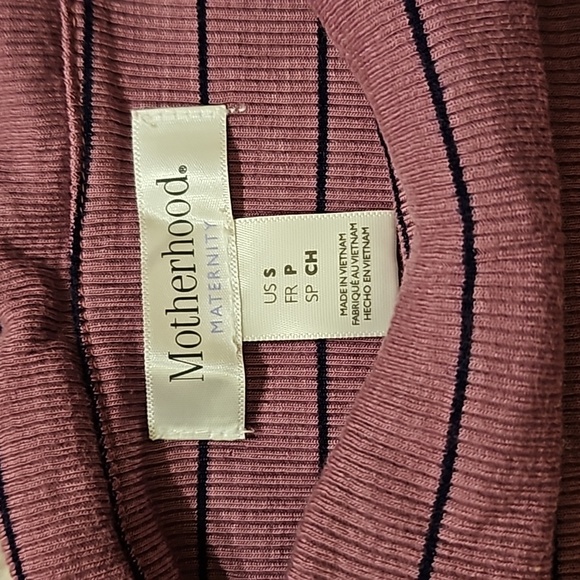 Motherhood®
MATERNITY
US S
FR P
SP CH
MADE IN VIETNAM
FABRIQUÉ AU VIETNAM
HECHO EN VIETNAM